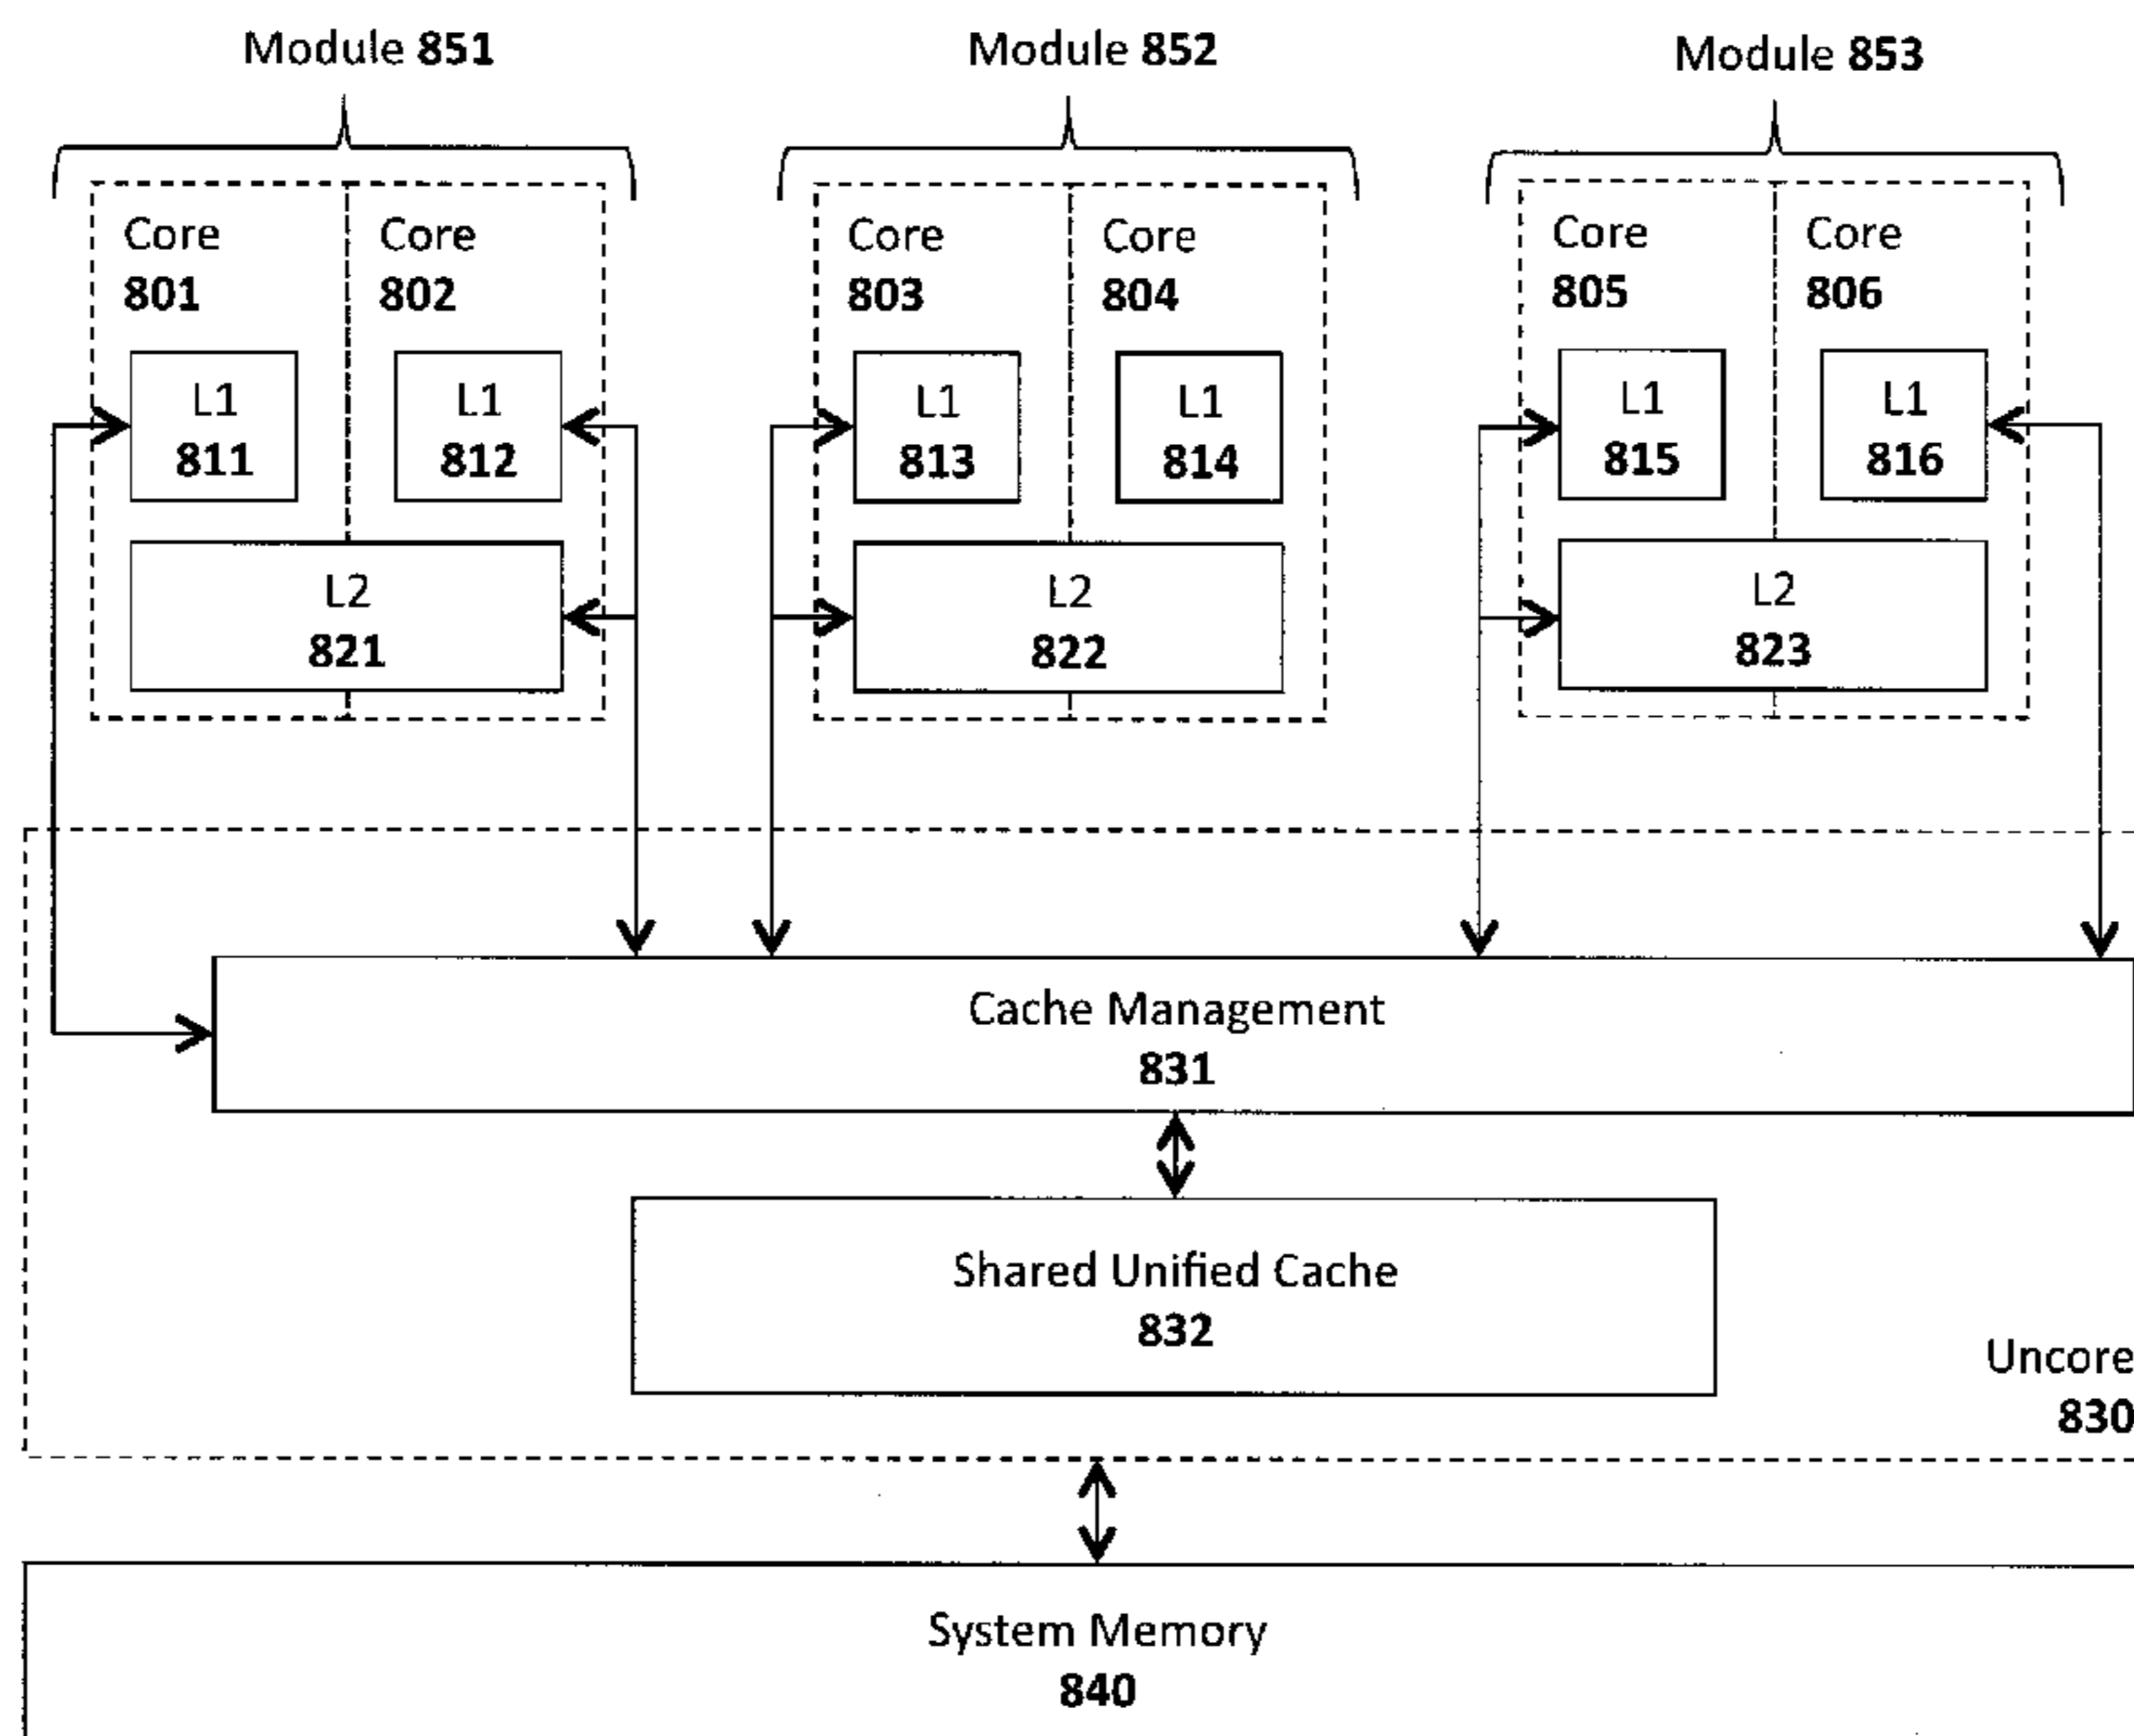 Module 851
Module 852
Module 853
Core
801
Core
802
Core
803
Core
804
Core
805
Core
806
L1
811
L1
812
L1
813
L1
814
L1
815
L1
816
L2
821
L2
822
L2
823
Cache Management
831
Shared Unified Cache
832
Uncore
830
System Memory
840